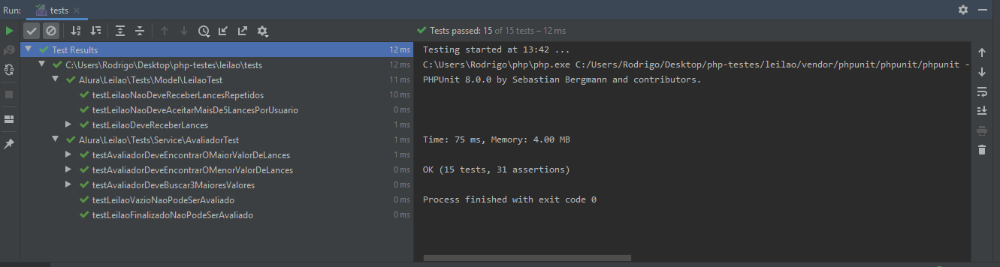 Run:
tests
Tests passed: 15 of 15 tests – 12 ms
Test Results 12 ms
C:\Users\Rodrigo\Desktop\php-testes\leilao\tests 12 ms
Alura\Leilao\Tests\Model\LeilaoTest 11 ms
testLeilaoNaoDeveReceberLancesRepetidos 10 ms
testLeilaoNaoDeveAceitarMaisDe5LancesPorUsuario 0 ms
testLeilaoDeveReceberLances 1 ms
Alura\Leilao\Tests\Service\AvaliadorTest 1 ms
testAvaliadorDeveEncontrarOMaiorValorDeLances 1 ms
testAvaliadorDeveEncontrarOMenorValorDeLances 0 ms
testAvaliadorDeveBuscar3MaioresValores 0 ms
testLeilaoVazioNaoPodeSerAvaliado 0 ms
testLeilaoFinalizadoNaoPodeSerAvaliado 0 ms
Testing started at 13:42 ...
C:\Users\Rodrigo\php\php.exe C:/Users/Rodrigo/Desktop/php-testes/leilao/vendor/phpunit/phpunit/phpunit -
PHPUnit 8.0.0 by Sebastian Bergmann and contributors.
Time: 75 ms, Memory: 4.00 MB
OK (15 tests, 31 assertions)
Process finished with exit code 0